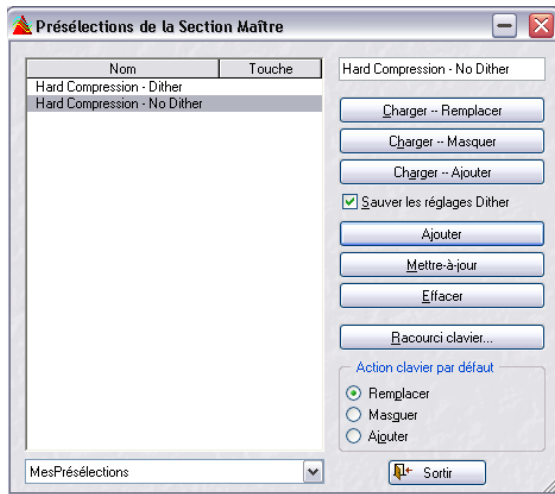 Présélections de la Section Maître
Nom Touche
Hard Compression - Dither
Hard Compression - No Dither
MesPrésélections
Hard Compression - No Dither
Charger -- Remplacer
Charger -- Masquer
Charger -- Ajouter
Sauver les réglages Dither
Ajouter
Mettre-à-jour
Effacer
Racourci clavier...
Action clavier par défaut
Remplacer
Masquer
Ajouter
Sortir